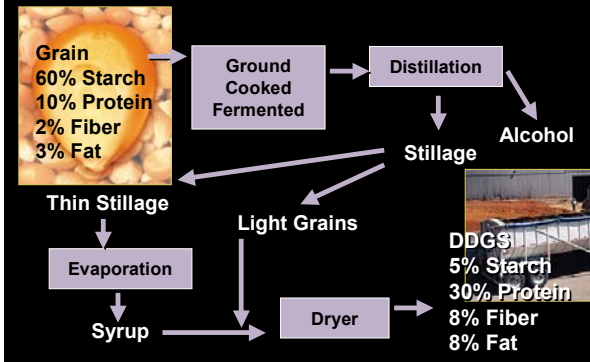 Grain
60% Starch
10% Protein
2% Fiber
3% Fat
Ground
Cooked
Fermented
Distillation
Alcohol
Stillage
Thin Stillage
Light Grains
Evaporation
Syrup
Dryer
DDGS
5% Starch
30% Protein
8% Fiber
8% Fat